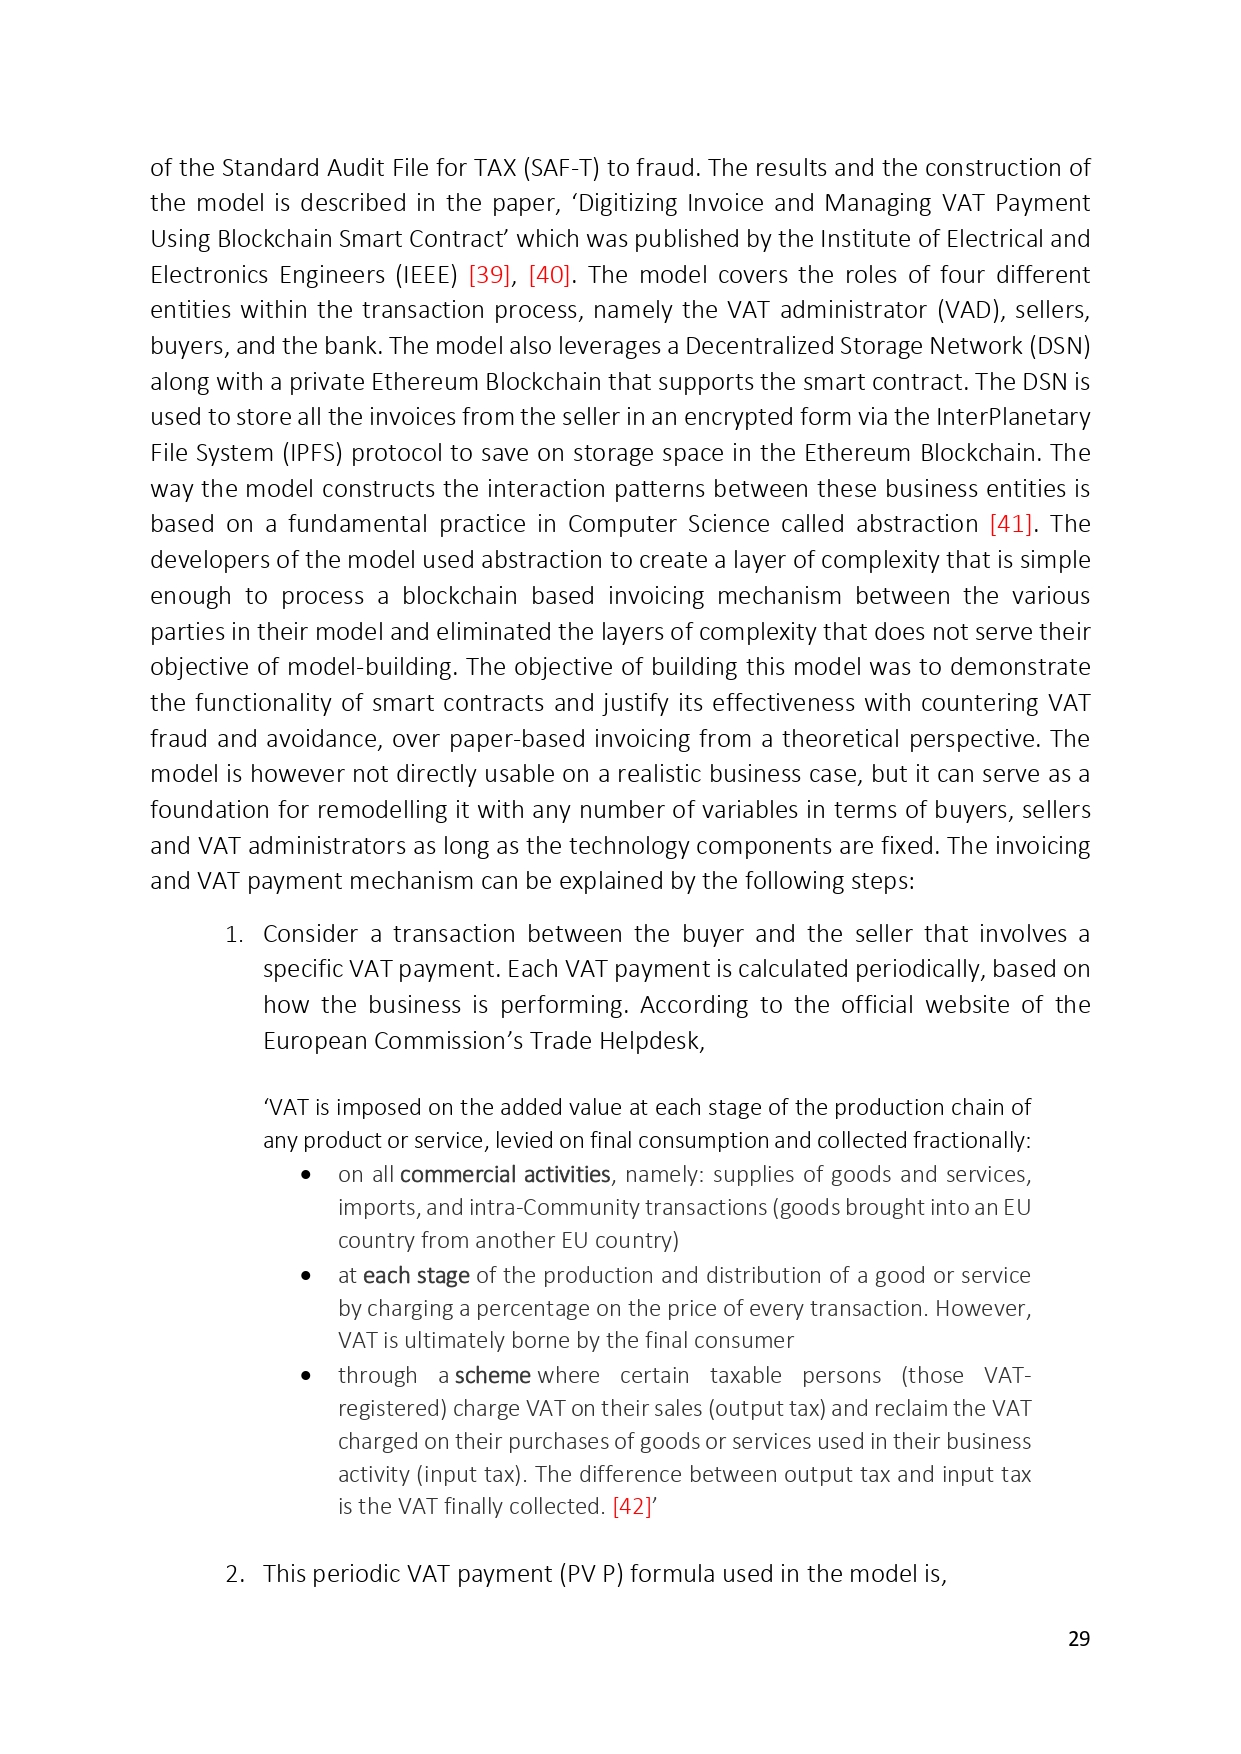 of the Standard Audit File for TAX (SAF-T) to fraud. The results and the construction of
the model is described in the paper, ‘Digitizing Invoice and Managing VAT Payment
Using Blockchain Smart Contract’ which was published by the Institute of Electrical and
Electronics Engineers (IEEE) [39], [40]. The model covers the roles of four different
entities within the transaction process, namely the VAT administrator (VAD), sellers,
buyers, and the bank. The model also leverages a Decentralized Storage Network (DSN)
along with a private Ethereum Blockchain that supports the smart contract. The DSN is
used to store all the invoices from the seller in an encrypted form via the InterPlanetary
File System (IPFS) protocol to save on storage space in the Ethereum Blockchain. The
way the model constructs the interaction patterns between these business entities is
based on a fundamental practice in Computer Science called abstraction [41]. The
developers of the model used abstraction to create a layer of complexity that is simple
enough to process a blockchain based invoicing mechanism between the various
parties in their model and eliminated the layers of complexity that does not serve their
objective of model-building. The objective of building this model was to demonstrate
the functionality of smart contracts and justify its effectiveness with countering VAT
fraud and avoidance, over paper-based invoicing from a theoretical perspective. The
model is however not directly usable on a realistic business case, but it can serve as a
foundation for remodelling it with any number of variables in terms of buyers, sellers
and VAT administrators as long as the technology components are fixed. The invoicing
and VAT payment mechanism can be explained by the following steps:
1. Consider a transaction between the buyer and the seller that involves a
specific VAT payment. Each VAT payment is calculated periodically, based on
how the business is performing. According to the official website of the
European Commission’s Trade Helpdesk,
‘VAT is imposed on the added value at each stage of the production chain of
any product or service, levied on final consumption and collected fractionally:
• on all commercial activities, namely: supplies of goods and services,
imports, and intra-Community transactions (goods brought into an EU
country from another EU country)
• at each stage of the production and distribution of a good or service
by charging a percentage on the price of every transaction. However,
VAT is ultimately borne by the final consumer
• through a scheme where certain taxable persons (those VAT-
registered) charge VAT on their sales (output tax) and reclaim the VAT
charged on their purchases of goods or services used in their business
activity (input tax). The difference between output tax and input tax
is the VAT finally collected. [42]’
2. This periodic VAT payment (PV P) formula used in the model is,
29